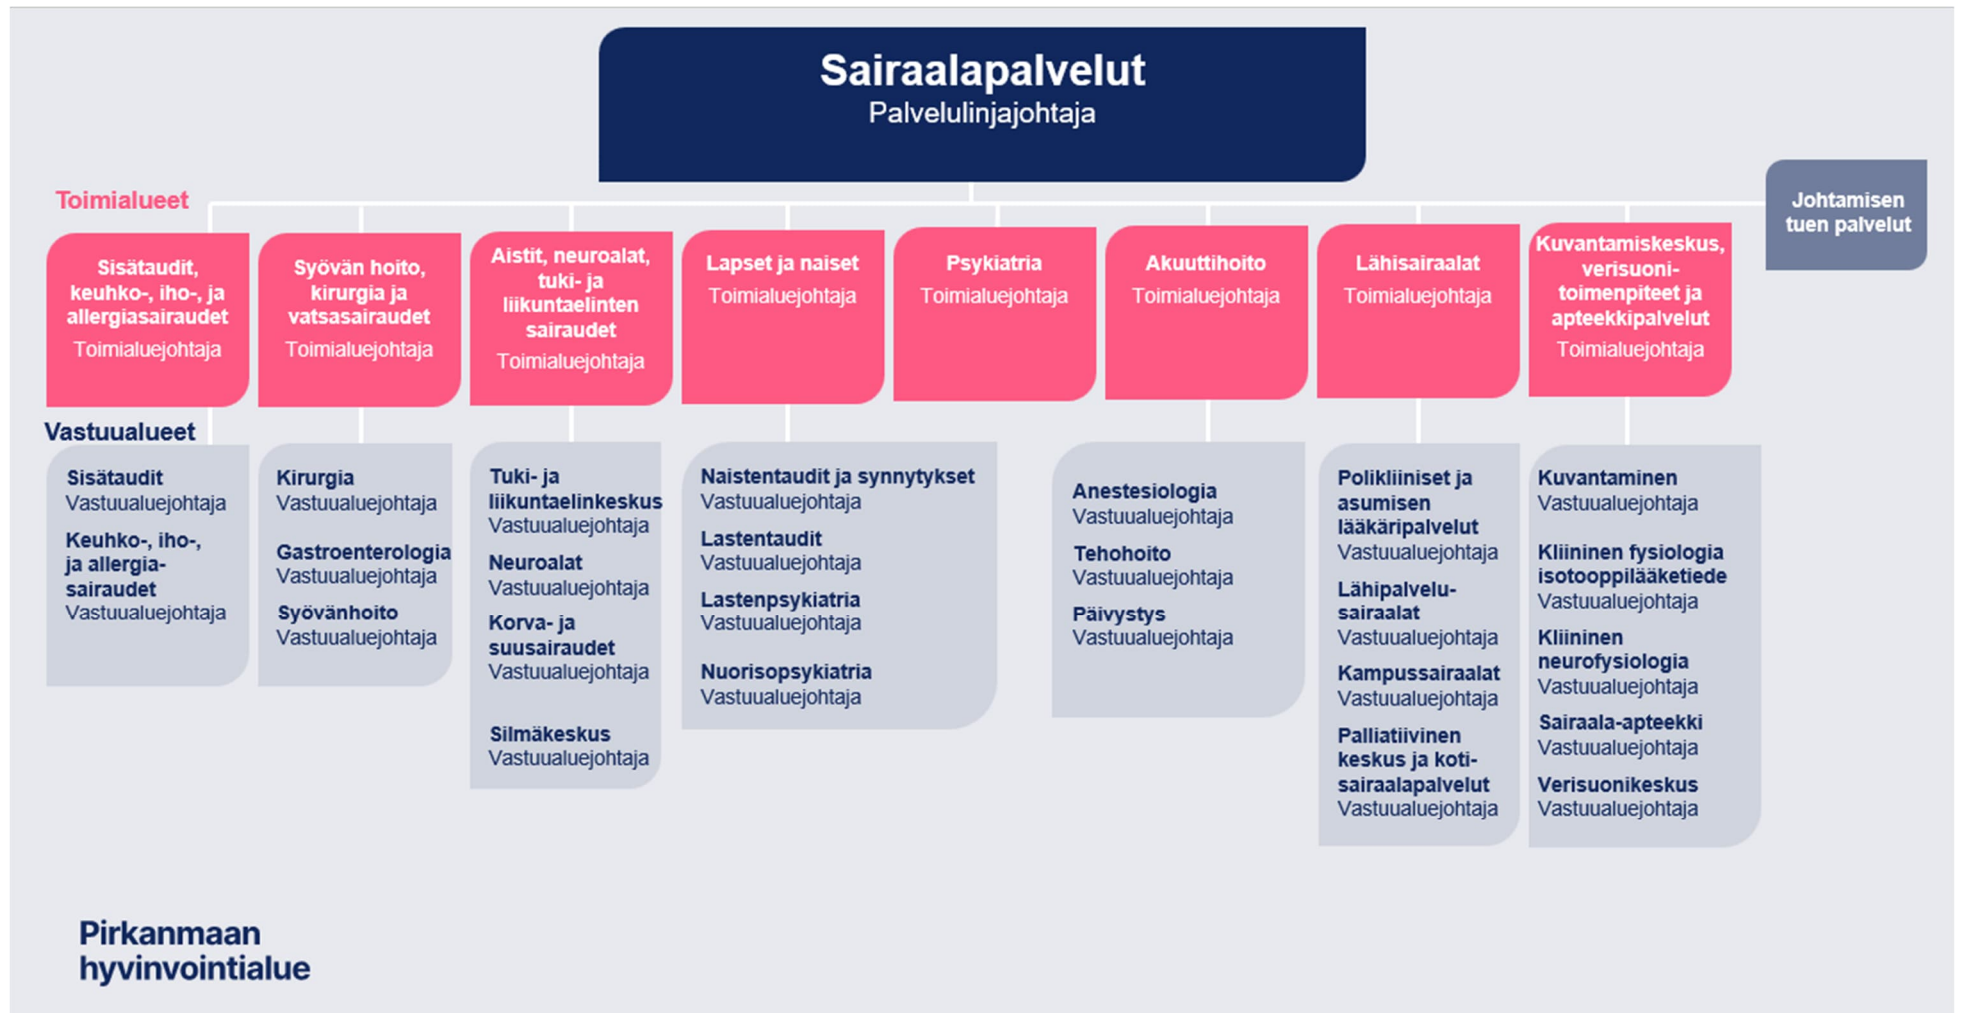 Sairaalapalvelut
Palvelulinjajohtaja
Johtamisen
tuen palvelut
Toimialueet
Sisätaudit,
keuhko-, iho-, ja
allergiasairaudet
Toimialuejohtaja
Syövän hoito,
kirurgia ja
vatsasairaudet
Toimialuejohtaja
Aistit, neuroalat,
tuki- ja
liikuntaelinten
sairaudet
Toimialuejohtaja
Lapset ja naiset
Toimialuejohtaja
Psykiatria
Toimialuejohtaja
Akuuttihoito
Toimialuejohtaja
Lähisairaalat
Toimialuejohtaja
Kuvantamiskeskus,
verisuoni-
toimenpiteet ja
apteekkipalvelut
Toimialuejohtaja
Vastuualueet
Sisätaudit
Vastuualuejohtaja
Keuhko-, iho-,
ja allergia-
sairaudet
Vastuualuejohtaja
Kirurgia
Vastuualuejohtaja
Gastroenterologia
Vastuualuejohtaja
Syövänhoito
Vastuualuejohtaja
Tuki- ja
liikuntaelinkeskus
Vastuualuejohtaja
Neuroalat
Vastuualuejohtaja
Korva- ja
suusairaudet
Vastuualuejohtaja
Silmäkeskus
Vastuualuejohtaja
Naistentaudit ja synnytykset
Vastuualuejohtaja
Lastentaudit
Vastuualuejohtaja
Lastenpsykiatria
Vastuualuejohtaja
Nuorisopsykiatria
Vastuualuejohtaja
Anestesiologia
Vastuualuejohtaja
Tehohoito
Vastuualuejohtaja
Päivystys
Vastuualuejohtaja
Polikliiniset ja
asumisen
lääkäripalvelut
Vastuualuejohtaja
Lähipalvelu-
sairaalat
Vastuualuejohtaja
Kampussairaalat
Vastuualuejohtaja
Palliatiivinen
keskus ja koti-
sairaalapalvelut
Vastuualuejohtaja
Kuvantaminen
Vastuualuejohtaja
Kliininen fysiologia
isotooppilääketiede
Vastuualuejohtaja
Kliininen
neurofysiologia
Vastuualuejohtaja
Sairaala-apteekki
Vastuualuejohtaja
Verisuonikeskus
Vastuualuejohtaja
Pirkanmaan
hyvinvointialue